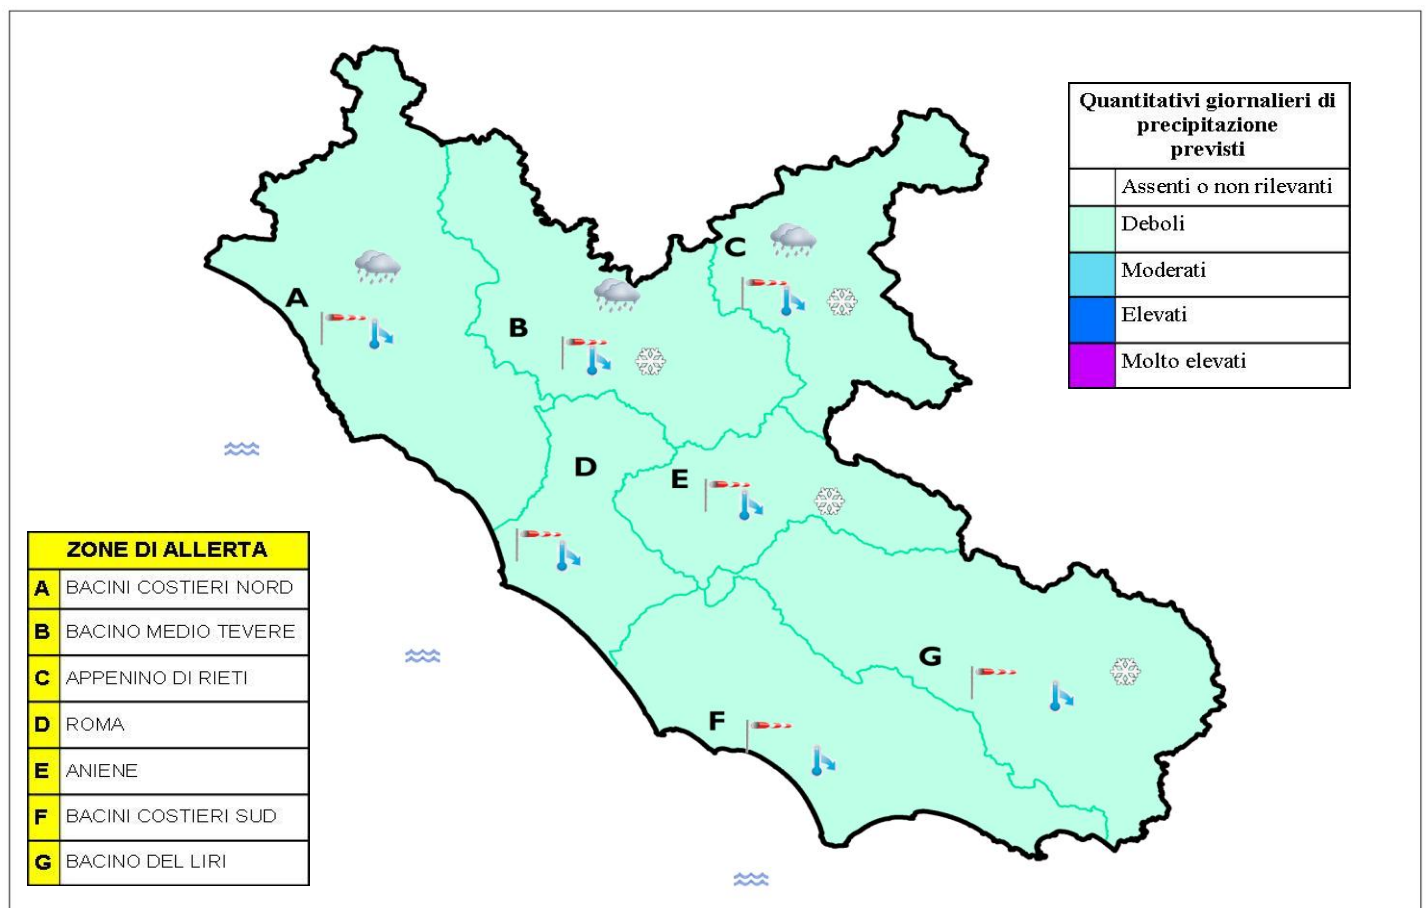 Quantitativi giornalieri di
precipitazione
previsti
Assenti o non rilevanti
Deboli
Moderati
Elevati
Molto elevati
C
A
B
D
E
G
F
ZONE DI ALLERTA
A BACINI COSTIERI NORD
B BACINO MEDIO TEVERE
C APPENINO DI RIETI
D ROMA
E ANIENE
F BACINI COSTIERI SUD
G BACINO DEL LIRI